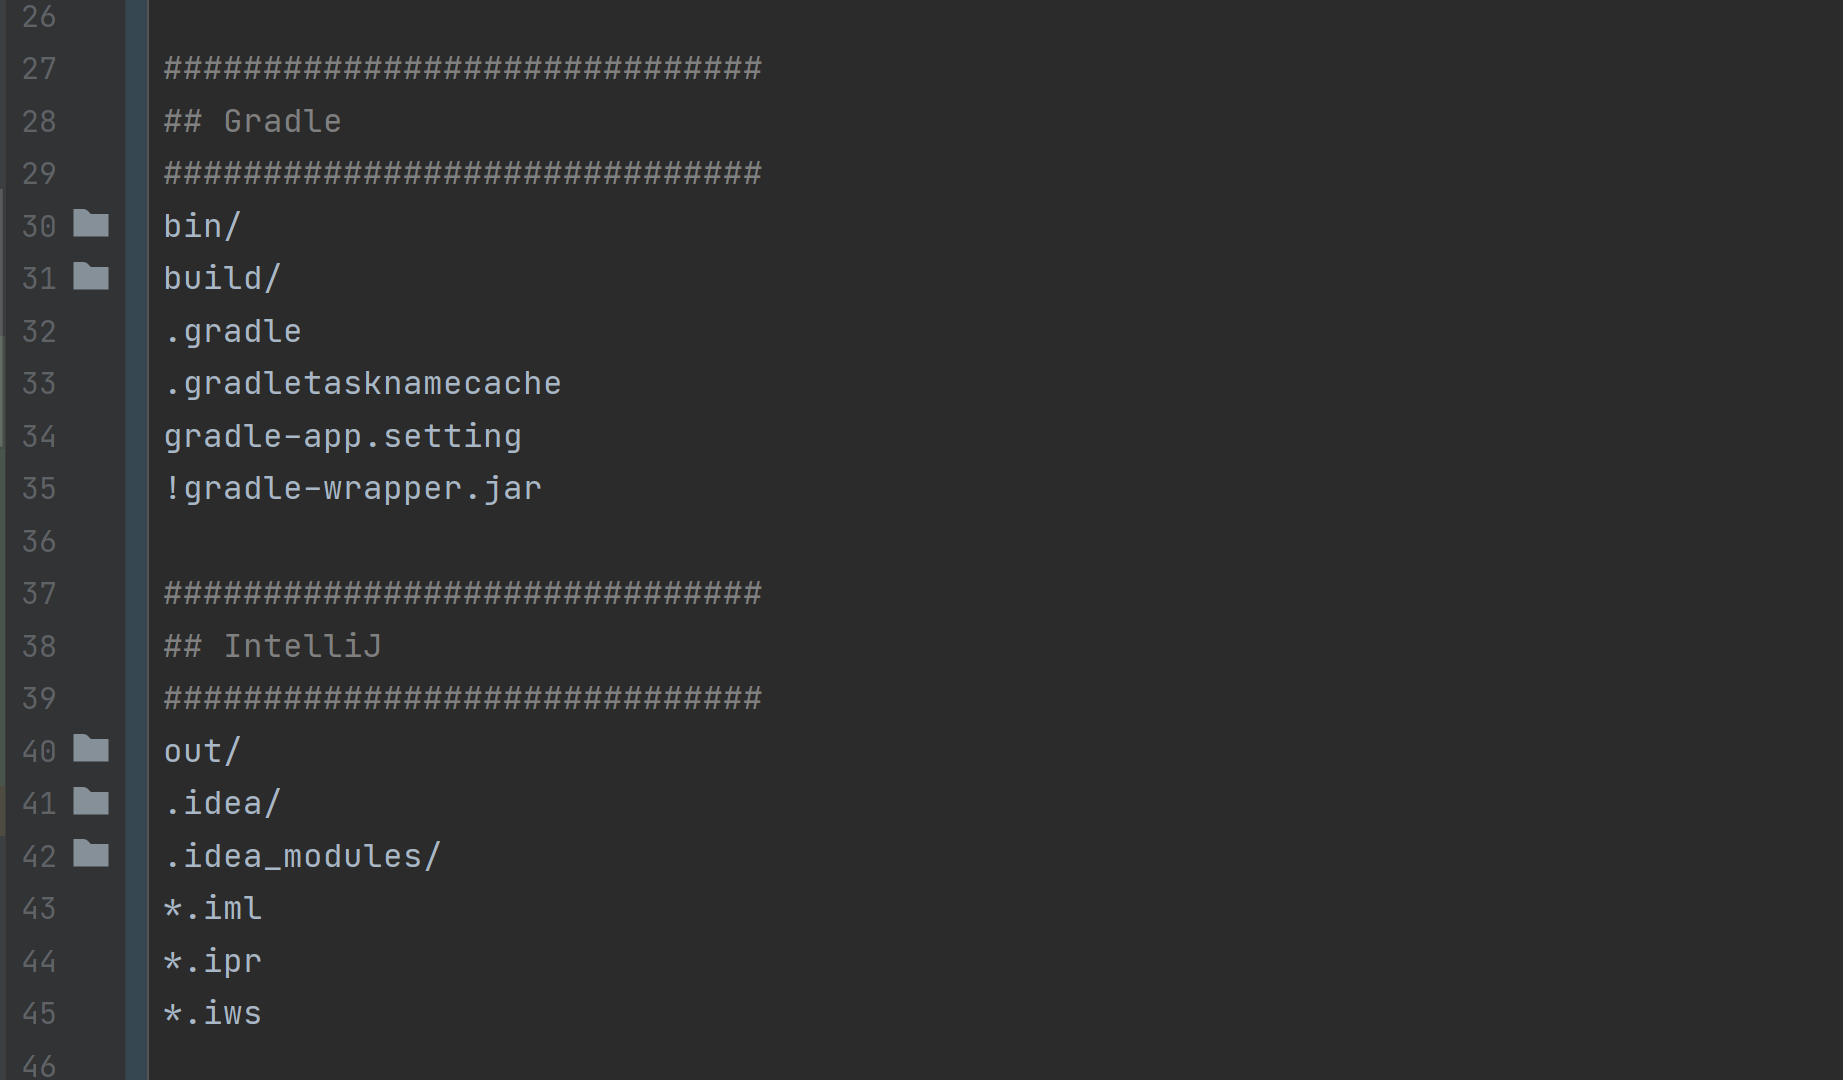 26
27 ##############################
28 ## Gradle
29 ##############################
30 bin/
31 build/
32 .gradle
33 .gradletasknamecache
34 gradle-app.setting
35 !gradle-wrapper.jar
36
37 ##############################
38 ## IntelliJ
39 ##############################
40 out/
41 .idea/
42 .idea_modules/
43 *.iml
44 *.ipr
45 *.iws
46